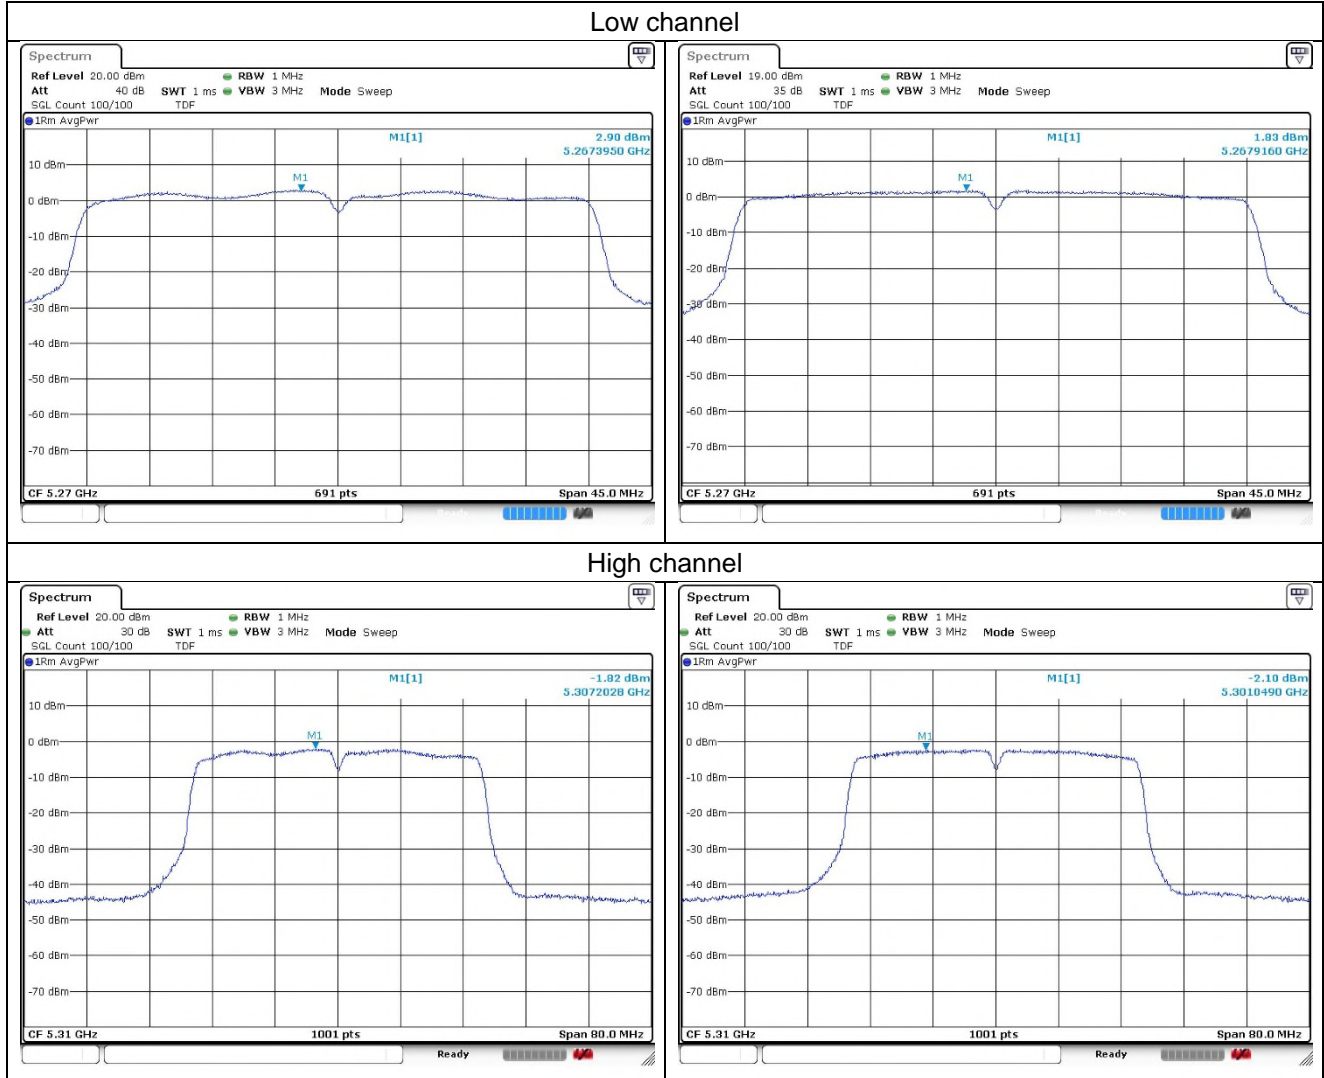 Low channel
Spectrum
Ref Level 20.00 dBm RBW 1 MHz
Att 40 dB SWT 1 ms VBW 3 MHz Mode Sweep
SGL Count 100/100 TDF
1Rm AvgPwr
M1[1] 2.90 dBm
5.2673950 GHz
10 dBm
M1
0 dBm
-10 dBm
-20 dBm
-30 dBm
-40 dBm
-50 dBm
-60 dBm
-70 dBm
CF 5.27 GHz 691 pts Span 45.0 MHz
Ready
Spectrum
Ref Level 19.00 dBm RBW 1 MHz
Att 35 dB SWT 1 ms VBW 3 MHz Mode Sweep
SGL Count 100/100 TDF
1Rm AvgPwr
M1[1] 1.83 dBm
5.2679160 GHz
10 dBm
M1
0 dBm
-10 dBm
-20 dBm
-30 dBm
-40 dBm
-50 dBm
-60 dBm
-70 dBm
CF 5.27 GHz 691 pts Span 45.0 MHz
Ready
High channel
Spectrum
Ref Level 20.00 dBm RBW 1 MHz
Att 30 dB SWT 1 ms VBW 3 MHz Mode Sweep
SGL Count 100/100 TDF
1Rm AvgPwr
M1[1] -1.82 dBm
5.3072028 GHz
10 dBm
M1
0 dBm
-10 dBm
-20 dBm
-30 dBm
-40 dBm
-50 dBm
-60 dBm
-70 dBm
CF 5.31 GHz 1001 pts Span 80.0 MHz
Ready
Spectrum
Ref Level 20.00 dBm RBW 1 MHz
Att 30 dB SWT 1 ms VBW 3 MHz Mode Sweep
SGL Count 100/100 TDF
1Rm AvgPwr
M1[1] -2.10 dBm
5.3010490 GHz
10 dBm
M1
0 dBm
-10 dBm
-20 dBm
-30 dBm
-40 dBm
-50 dBm
-60 dBm
-70 dBm
CF 5.31 GHz 1001 pts Span 80.0 MHz
Ready